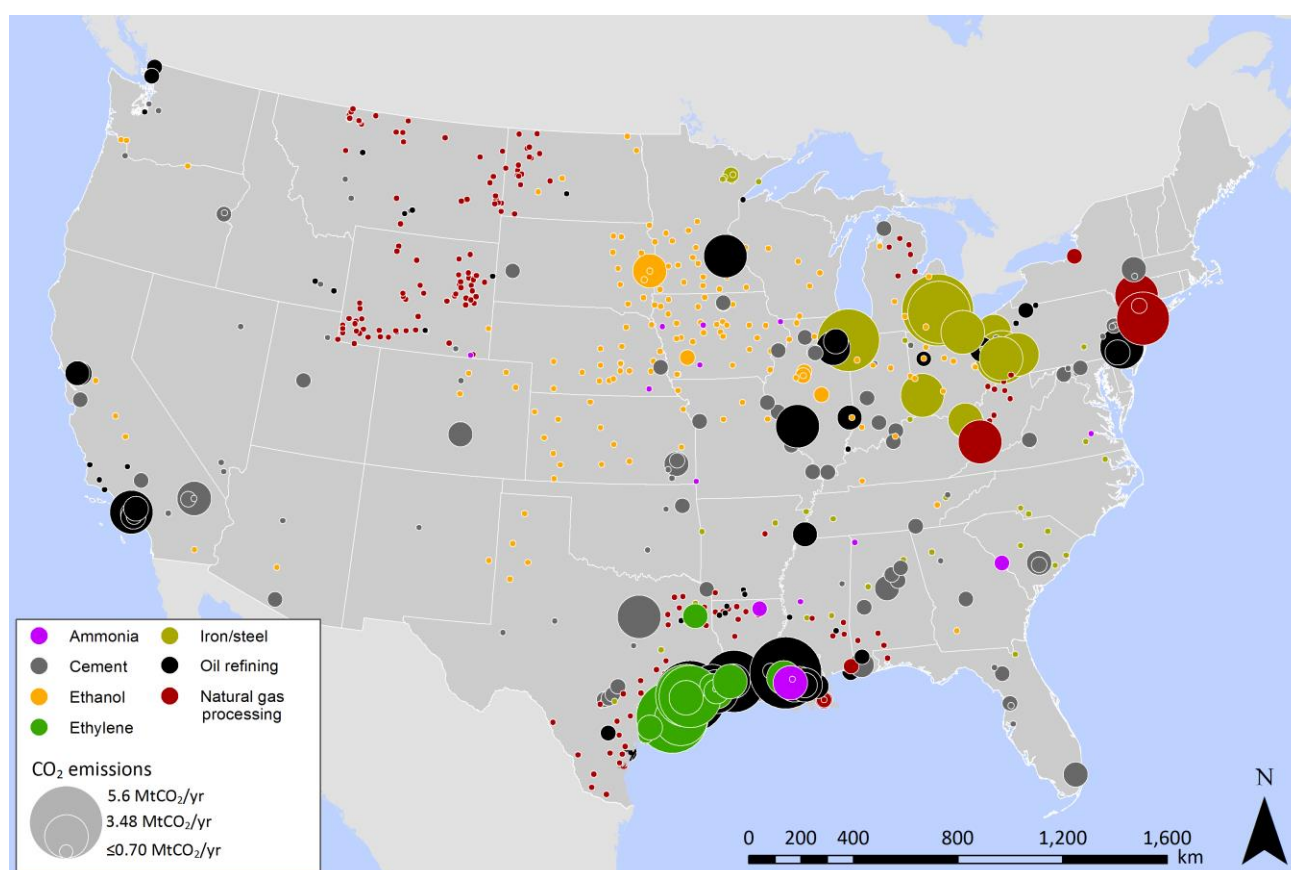 Ammonia
Iron/steel
Cement
Oil refining
Ethanol
Natural gas
processing
Ethylene
CO₂ emissions
5.6 MtCO₂/yr
3.48 MtCO₂/yr
≤0.70 MtCO₂/yr
N
0 200 400 800 1,200 1,600
km